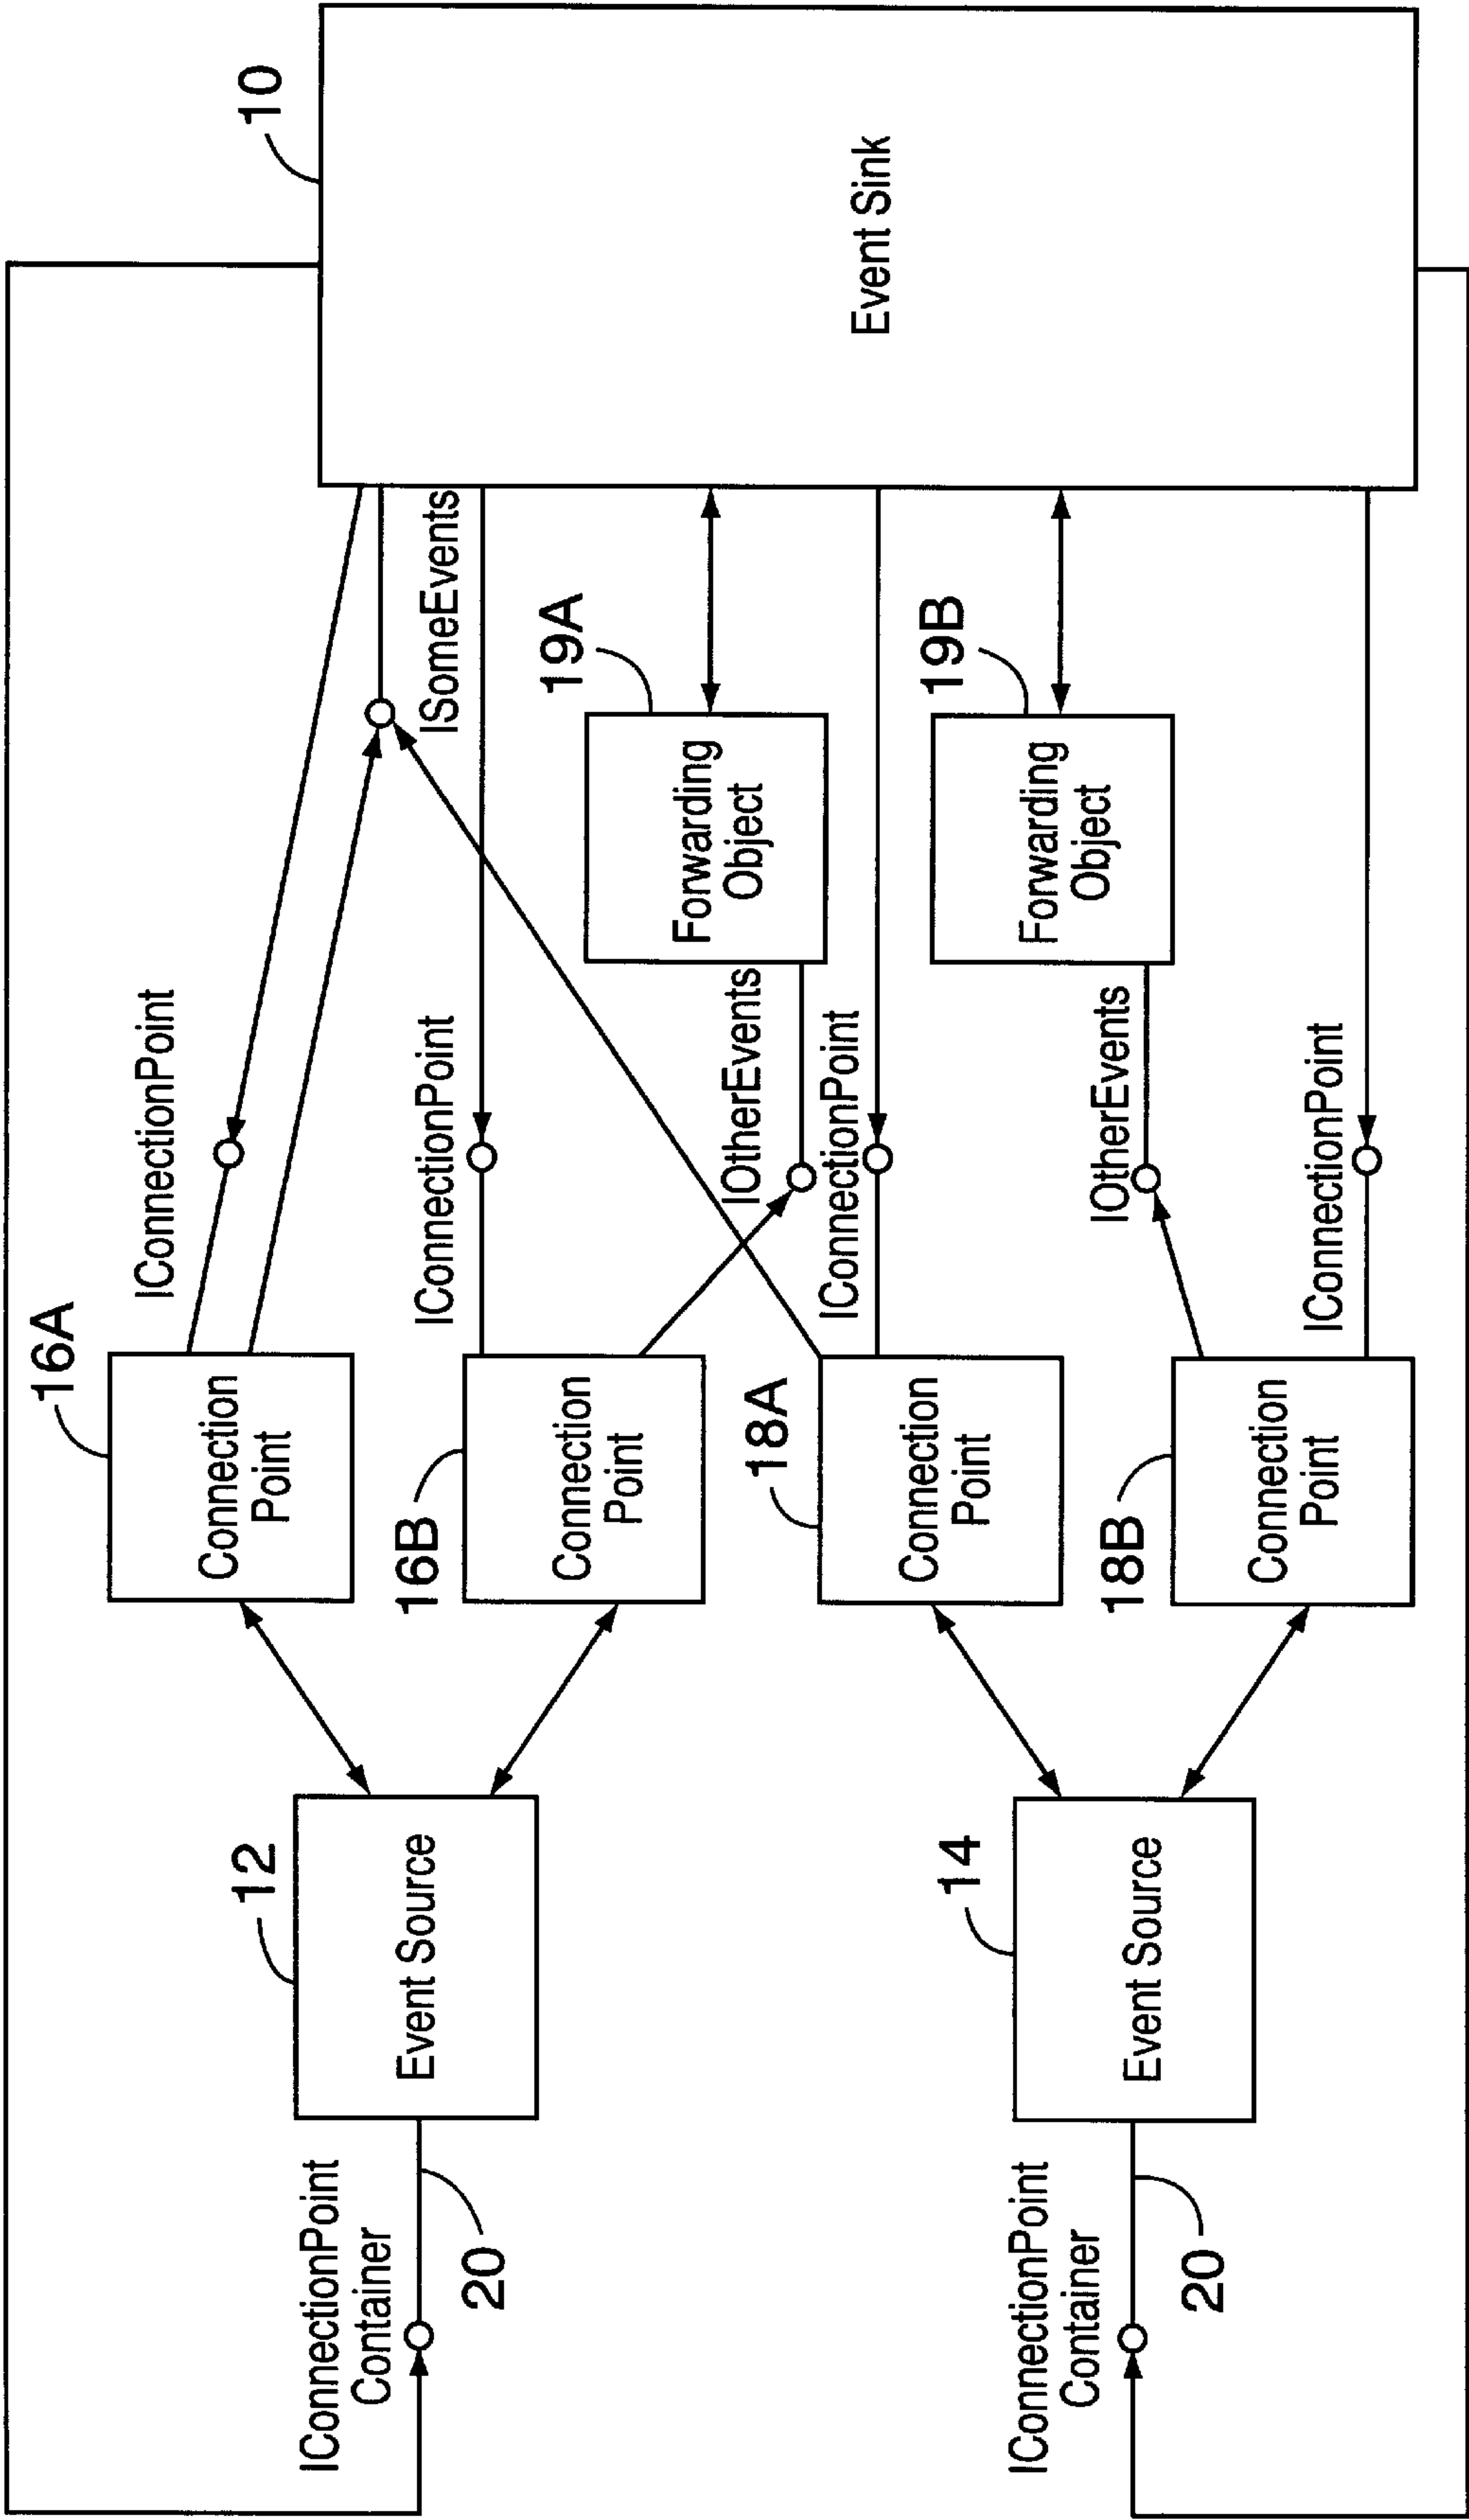 10
Event Sink
ISomeEvents
19A
Forwarding
Object
19B
Forwarding
Object
IConnectionPoint
IConnectionPoint
IOtherEvents
IConnectionPoint
IOtherEvents
IConnectionPoint
16A
Connection
Point
16B
Connection
Point
18A
Connection
Point
18B
Connection
Point
12
Event Source
14
Event Source
IConnectionPoint
Container
20
IConnectionPoint
Container
20